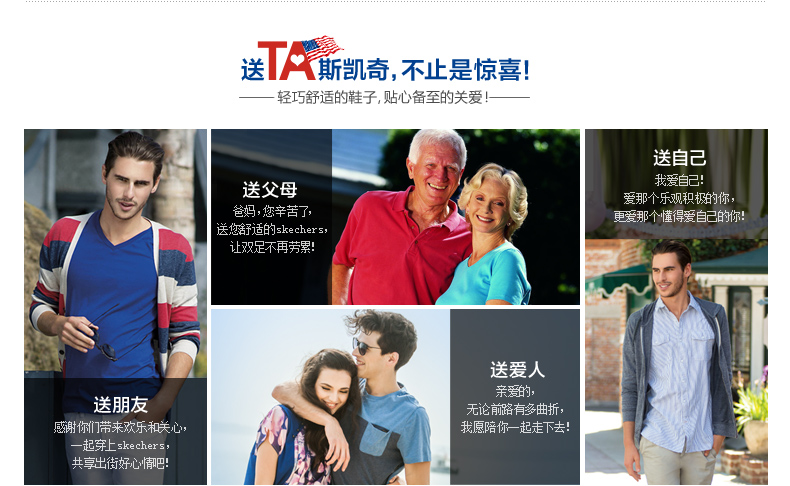 送TA斯凯奇，不止是惊喜！
轻巧舒适的鞋子，贴心备至的关爱！
送父母
爸妈，您辛苦了，
送您舒适的skechers，
让双足不再劳累！
送自己
我爱自己！
爱那个乐观积极的你，
更爱那个懂得爱自己的你！
送朋友
感谢你们带来欢乐和关心，
一起穿上skechers，
共享出街好心情吧！
送爱人
亲爱的，
无论前路有多曲折，
我愿陪你一起走下去！